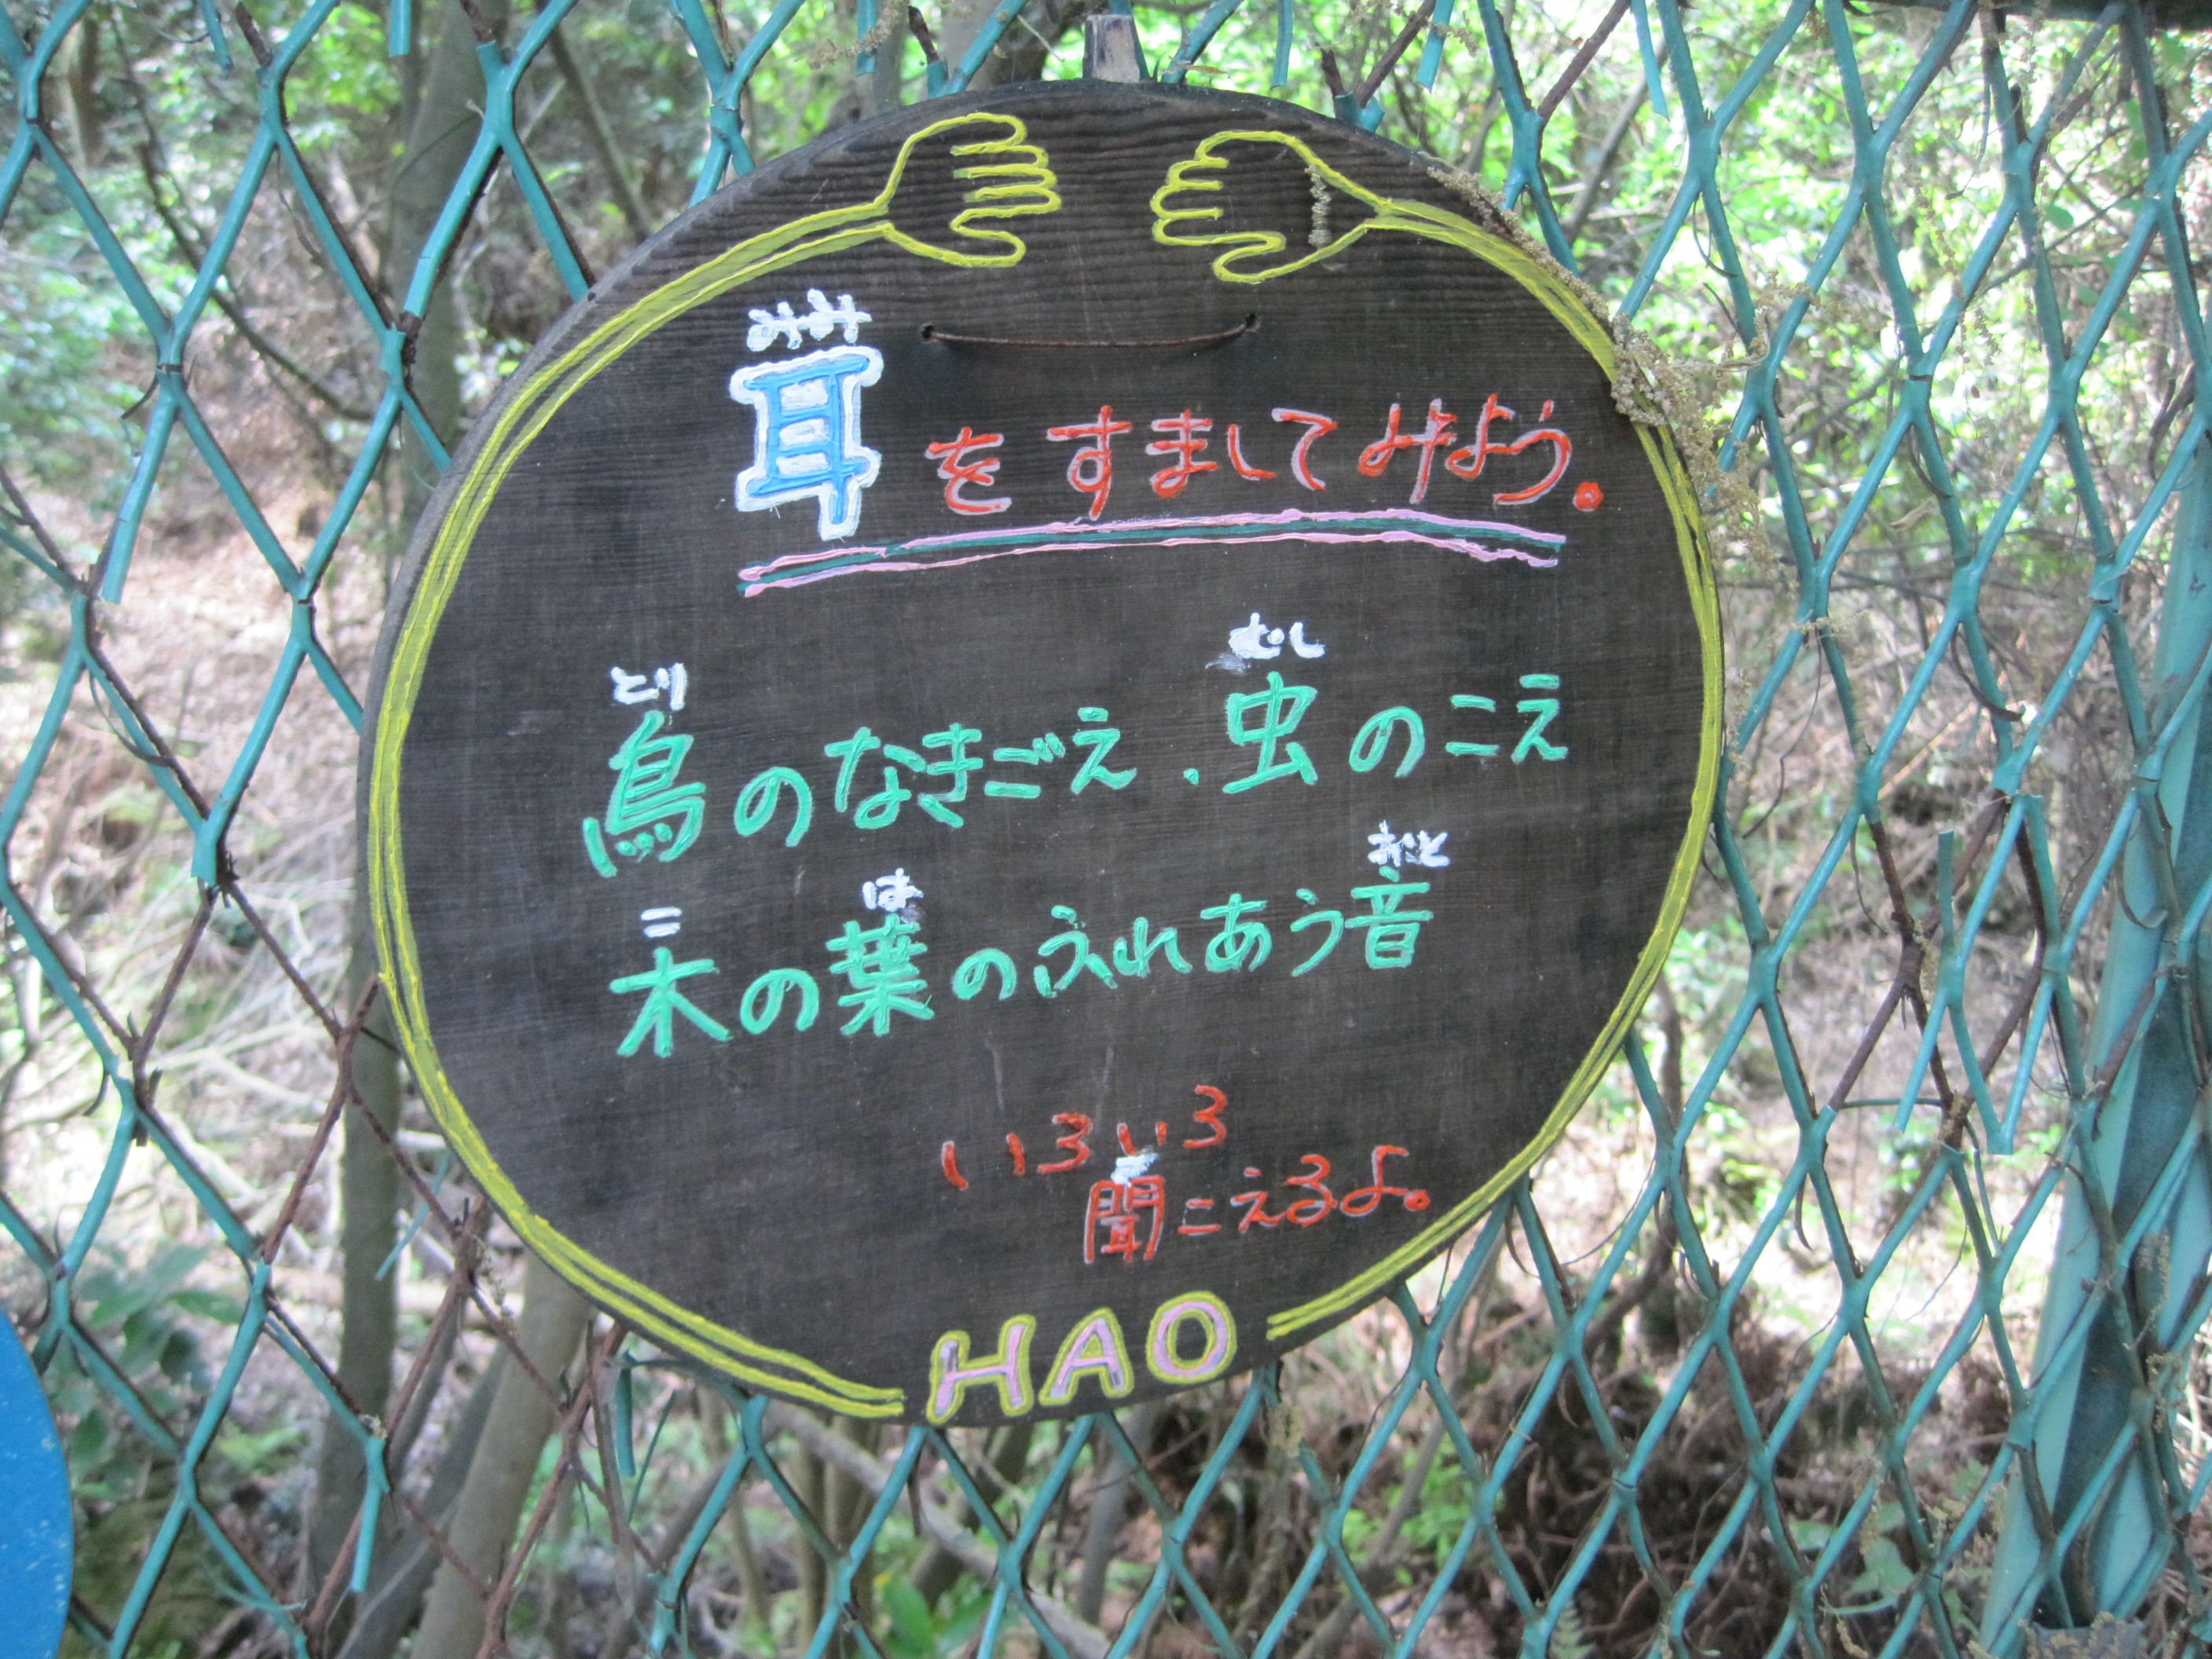 みみ
耳をすましてみよう。
とり むし
鳥のなきごえ、虫のこえ
こ は おと
木の葉のふれあう音
いろいろ
聞こえるよ。
HAO